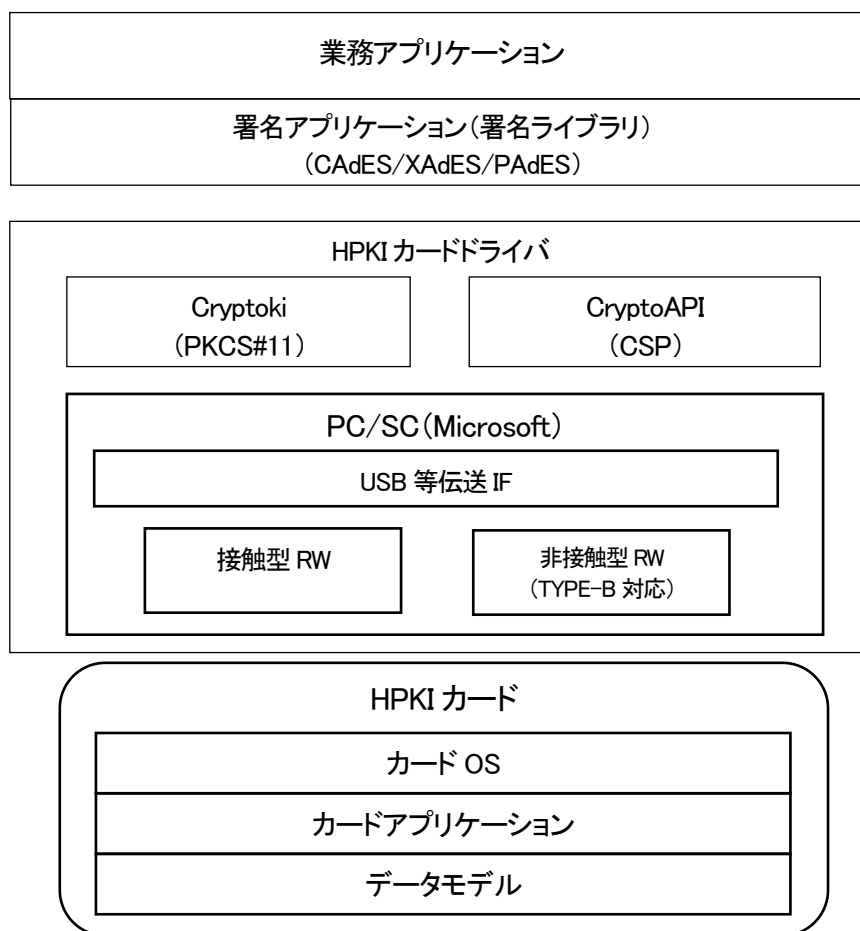 業務アプリケーション
署名アプリケーション（署名ライブラリ）
（CAdES/XAdES/PAdES）
HPKI カードドライバ
Cryptoki
（PKCS#11）
CryptoAPI
（CSP）
PC/SC（Microsoft）
USB 等伝送 IF
接触型 RW
非接触型 RW
（TYPE-B 対応）
HPKI カード
カード OS
カードアプリケーション
データモデル